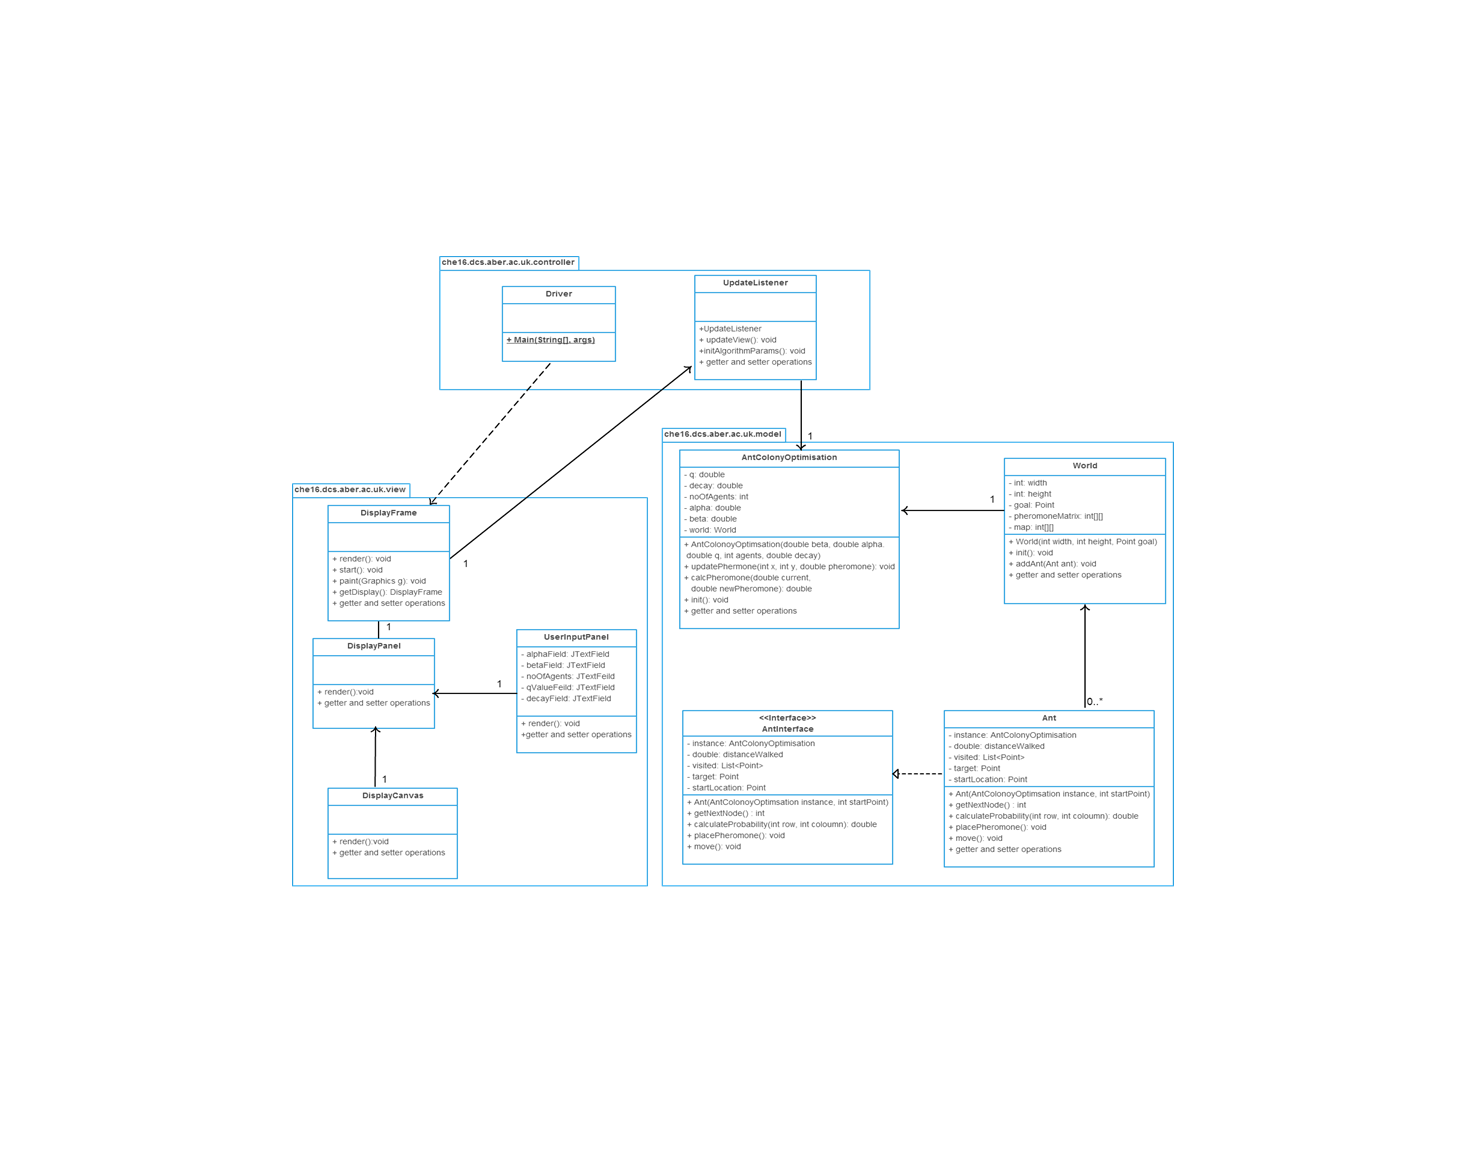 che16.dcs.aber.ac.uk.controller
Driver
+ Main(String[], args)
UpdateListener
+UpdateListener
+ updateView(): void
+initAlgorithmParams(): void
+ getter and setter operations
1
che16.dcs.aber.ac.uk.view
DisplayFrame
+ render(): void
+ start(): void
+ paint(Graphics g): void
+ getDisplay(): DisplayFrame
+ getter and setter operations
1
1
DisplayPanel
+ render():void
+ getter and setter operations
1
UserInputPanel
- alphaField: JTextField
- betaField: JTextField
- noOfAgents: JTextFeild
- qValueFeild: JTextField
- decayField: JTextField
+ render(): void
+getter and setter operations
1
DisplayCanvas
+ render():void
+ getter and setter operations
che16.dcs.aber.ac.uk.model
AntColonyOptimisation
- q: double
- decay: double
- noOfAgents: int
- alpha: double
- beta: double
- world: World
+ AntColonoyOptimsation(double beta, double alpha.
double q, int agents, double decay)
+ updatePhermone(int x, int y, double pheromone): void
+ calcPheromone(double current,
double newPheromone): double
+ init(): void
+ getter and setter operations
1
World
- int: width
- int: height
- goal: Point
- pheromoneMatrix: int[][]
- map: int[][]
+ World(int width, int height, Point goal)
+ init(): void
+ addAnt(Ant ant): void
+ getter and setter operations
0..*
<<Interface>>
AntInterface
- instance: AntColonyOptimisation
- double: distanceWalked
- visited: List<Point>
- target: Point
- startLocation: Point
+ Ant(AntColonoyOptimsation instance, int startPoint)
+ getNextNode() : int
+ calculateProbability(int row, int coloumn): double
+ placePheromone(): void
+ move(): void
Ant
- instance: AntColonyOptimisation
- double: distanceWalked
- visited: List<Point>
- target: Point
- startLocation: Point
+ Ant(AntColonoyOptimsation instance, int startPoint)
+ getNextNode() : int
+ calculateProbability(int row, int coloumn): double
+ placePheromone(): void
+ move(): void
+ getter and setter operations